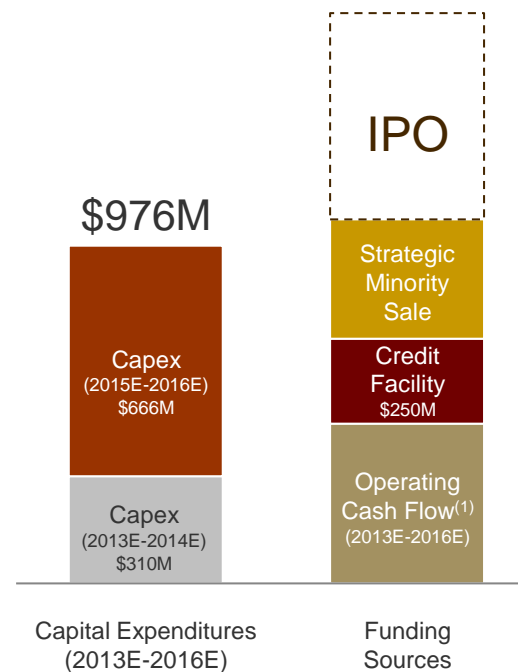 $976M
Capex
(2015E-2016E)
$666M
Capex
(2013E-2014E)
$310M
Capital Expenditures
(2013E-2016E)
IPO
Strategic
Minority
Sale
Credit
Facility
$250M
Operating
Cash Flow(1)
(2013E-2016E)
Funding
Sources